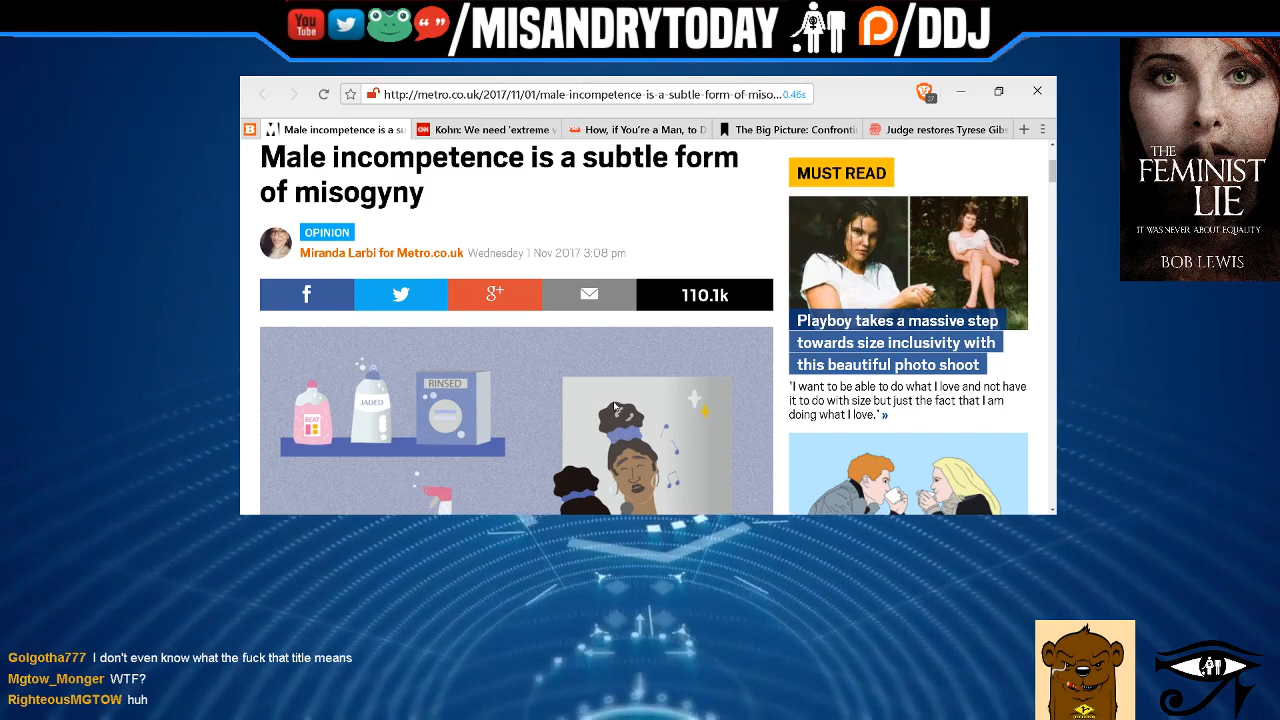 You
Tube
/MISANDRYTODAY
/DDJ
http://metro.co.uk/2017/11/01/male-incompetence-is-a-subtle-form-of-miso...0.46s
27
Male incompetence is a su
CNN
Kohn: We need 'extreme v
How, if You're a Man, to D
The Big Picture: Confronti
Judge restores Tyrese Gibs
Male incompetence is a subtle form
of misogyny
OPINION
Miranda Larbi for Metro.co.uk Wednesday 1 Nov 2017 3:08 pm
f
g+
110.1k
RINSED
JADED
BEAT
MUST READ
Playboy takes a massive step
towards size inclusivity with
this beautiful photo shoot
'I want to be able to do what I love and not have
it to do with size but just the fact that I am
doing what I love.' »
THE
FEMINIST
LIE
IT WAS NEVER ABOUT EQUALITY
BOB LEWIS
Golgotha777 I don't even know what the fuck that title means
Mgtow_Monger WTF?
RighteousMGTOW huh